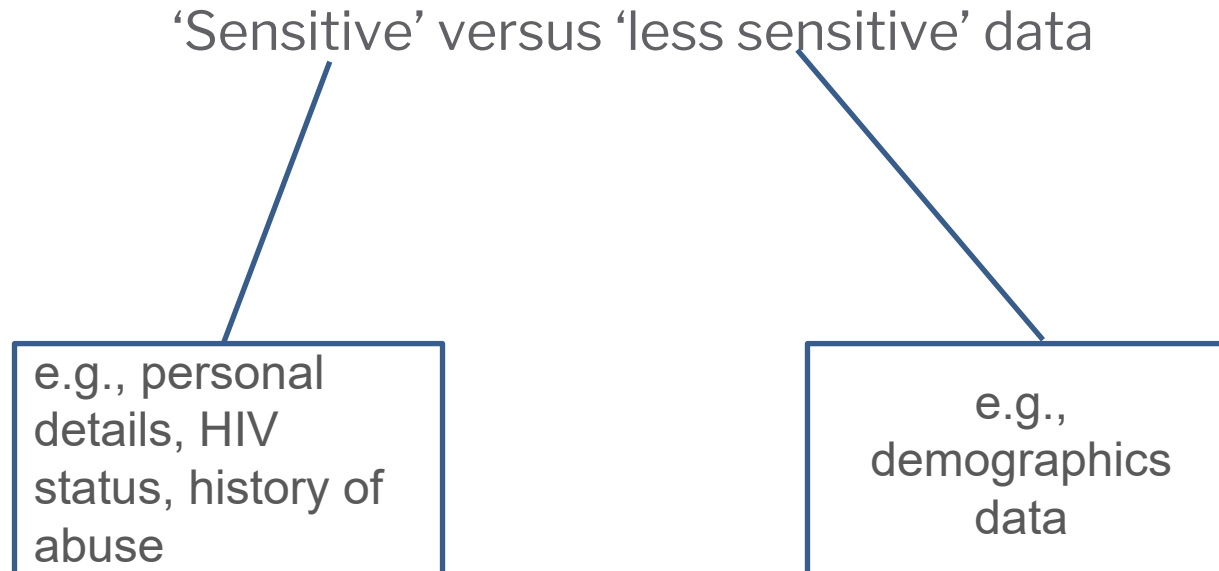 ‘Sensitive’ versus ‘less sensitive’ data
e.g., personal
details, HIV
status, history of
abuse
e.g.,
demographics
data